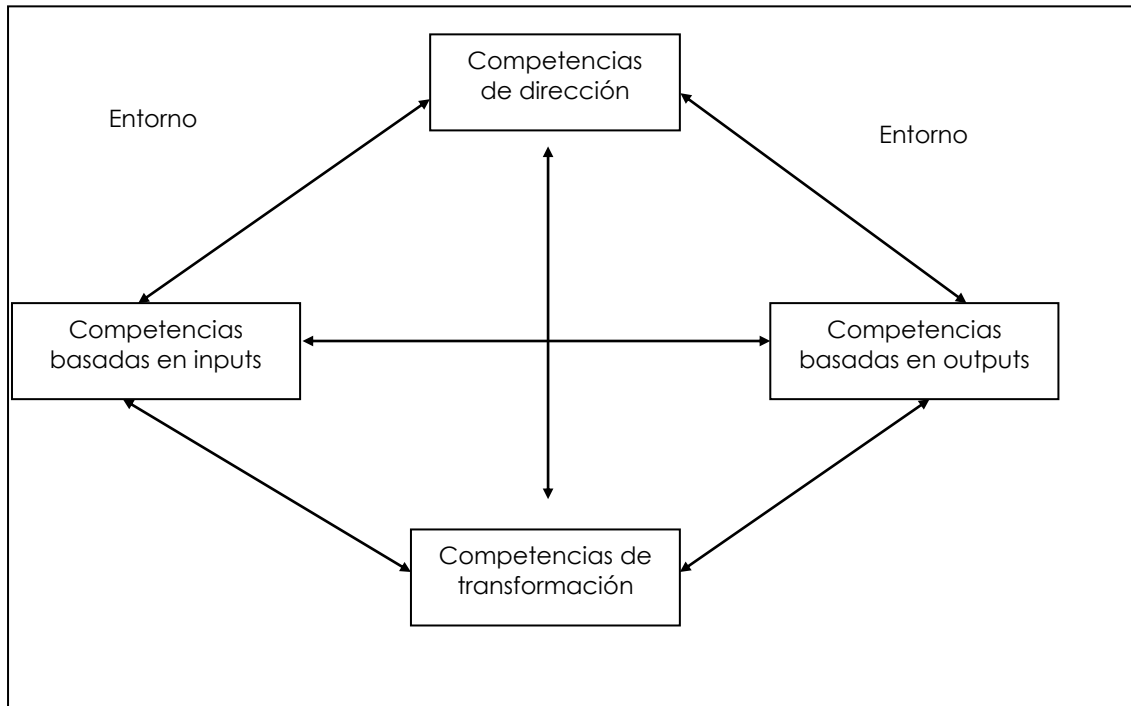 Competencias
de dirección
Entorno
Entorno
Competencias
basadas en inputs
Competencias
basadas en outputs
Competencias de
transformación